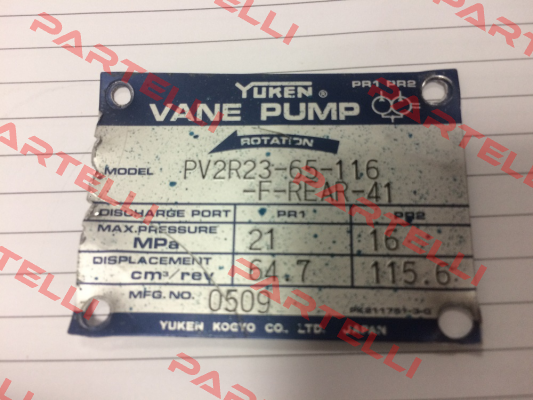 YUKEN ® PR1 PR2
VANE PUMP
ROTATION
MODEL PV2R23-65-116
-F-REAR-41
DISCHARGE PORT PR1 PR2
MAX.PRESSURE
MPa 21 16
DISPLACEMENT
cm³/rev 64.7 115.6
MFG.NO. 0509
YUKEN KOGYO CO., LTD. JAPAN
PARTELLI
PARTELLI
PARTELLI
PARTELLI
PARTELLI